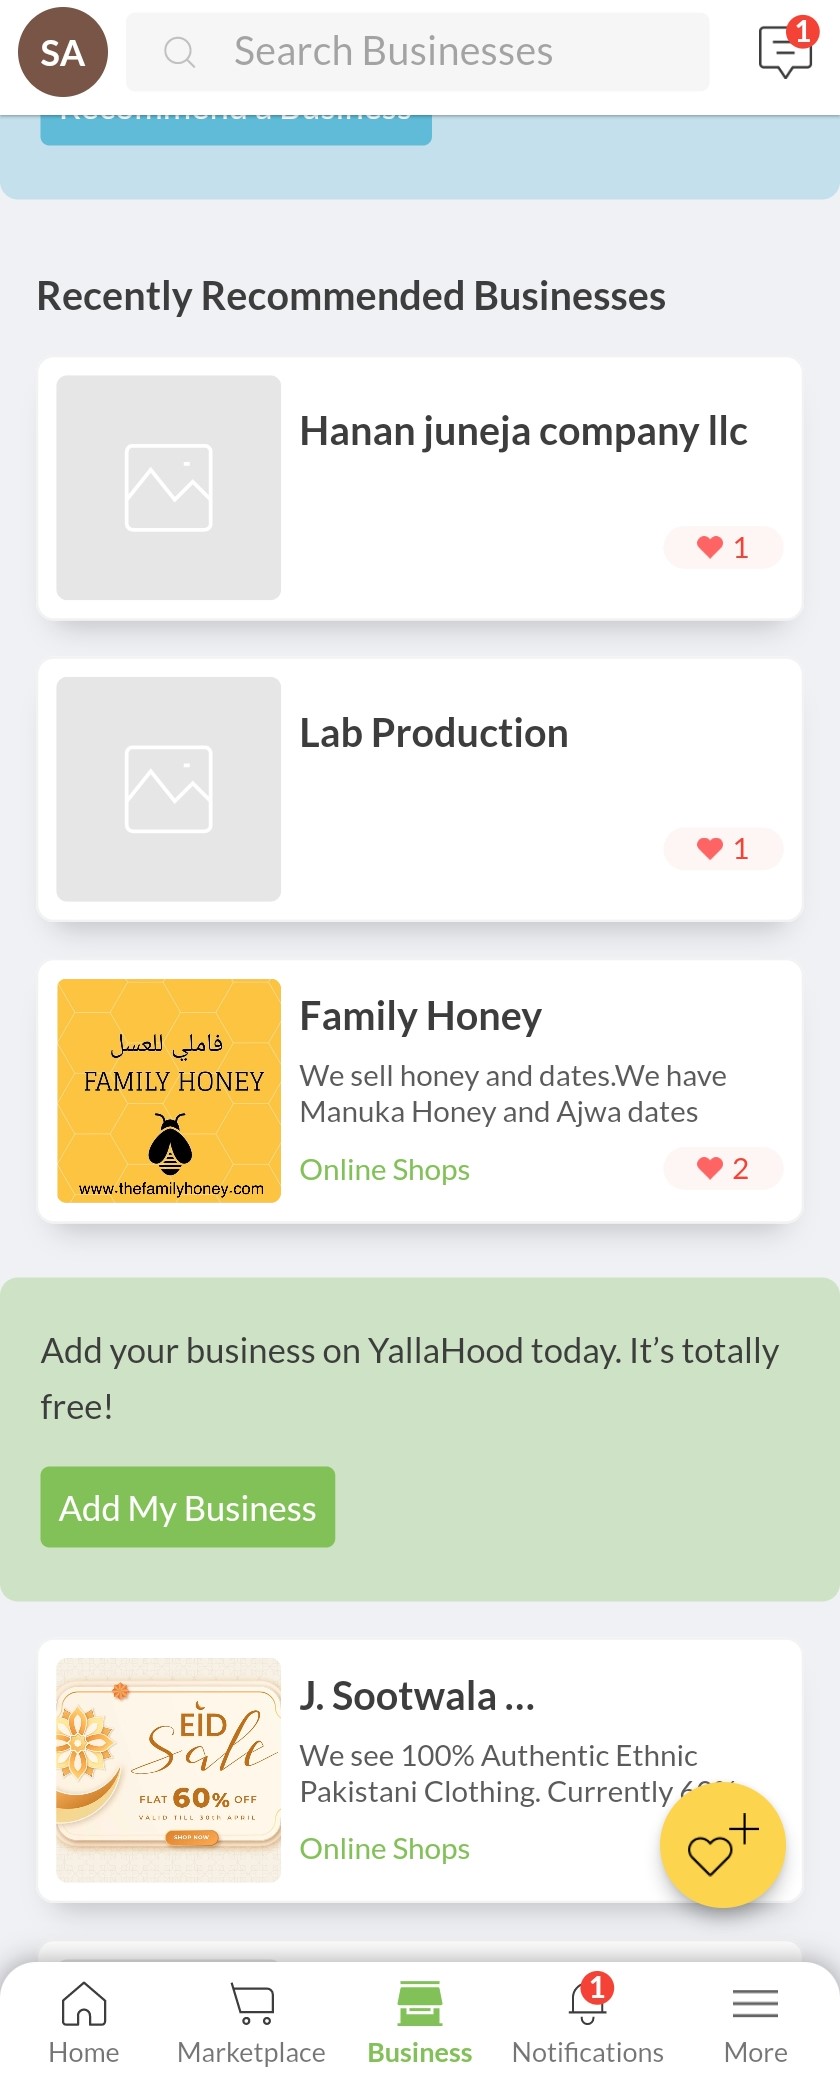 SA
Search Businesses
1
Recommend a Business
Recently Recommended Businesses
Hanan juneja company llc
1
Lab Production
1
فاملي للعسل
FAMILY HONEY
www.thefamilyhoney.com
Family Honey
We sell honey and dates.We have
Manuka Honey and Ajwa dates
Online Shops
2
Add your business on YallaHood today. It’s totally
free!
Add My Business
EID
Sale
FLAT 60% OFF
VALID TILL 30th APRIL
SHOP NOW
J. Sootwala ...
We see 100% Authentic Ethnic
Pakistani Clothing. Currently 60%
Online Shops
1
Home
Marketplace
Business
Notifications
More